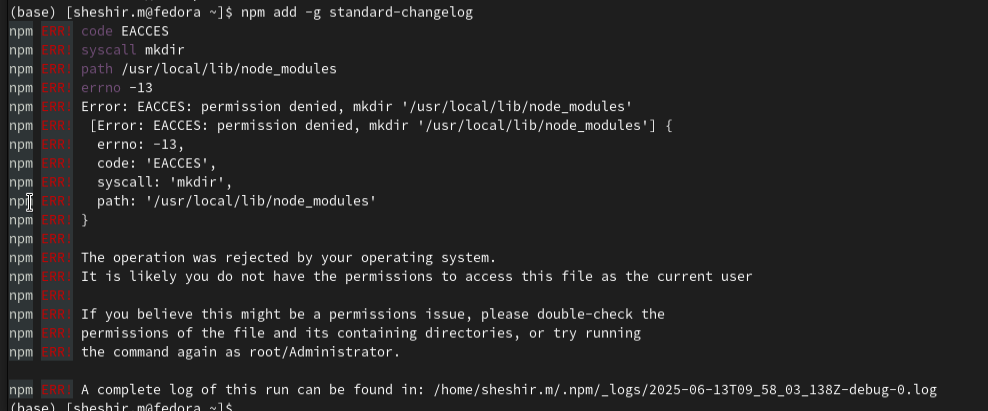 (base) [sheshir.m@fedora ~]$ npm add -g standard-changelog
npm ERR! code EACCES
npm ERR! syscall mkdir
npm ERR! path /usr/local/lib/node_modules
npm ERR! errno -13
npm ERR! Error: EACCES: permission denied, mkdir '/usr/local/lib/node_modules'
npm ERR!  [Error: EACCES: permission denied, mkdir '/usr/local/lib/node_modules'] {
npm ERR!   errno: -13,
npm ERR!   code: 'EACCES',
npm ERR!   syscall: 'mkdir',
npm ERR!   path: '/usr/local/lib/node_modules'
npm ERR! }
npm ERR!
npm ERR! The operation was rejected by your operating system.
npm ERR! It is likely you do not have the permissions to access this file as the current user
npm ERR!
npm ERR! If you believe this might be a permissions issue, please double-check the
npm ERR! permissions of the file and its containing directories, or try running
npm ERR! the command again as root/Administrator.
npm ERR! A complete log of this run can be found in: /home/sheshir.m/.npm/_logs/2025-06-13T09_58_03_138Z-debug-0.log
(base) [sheshir.m@fedora ~]$